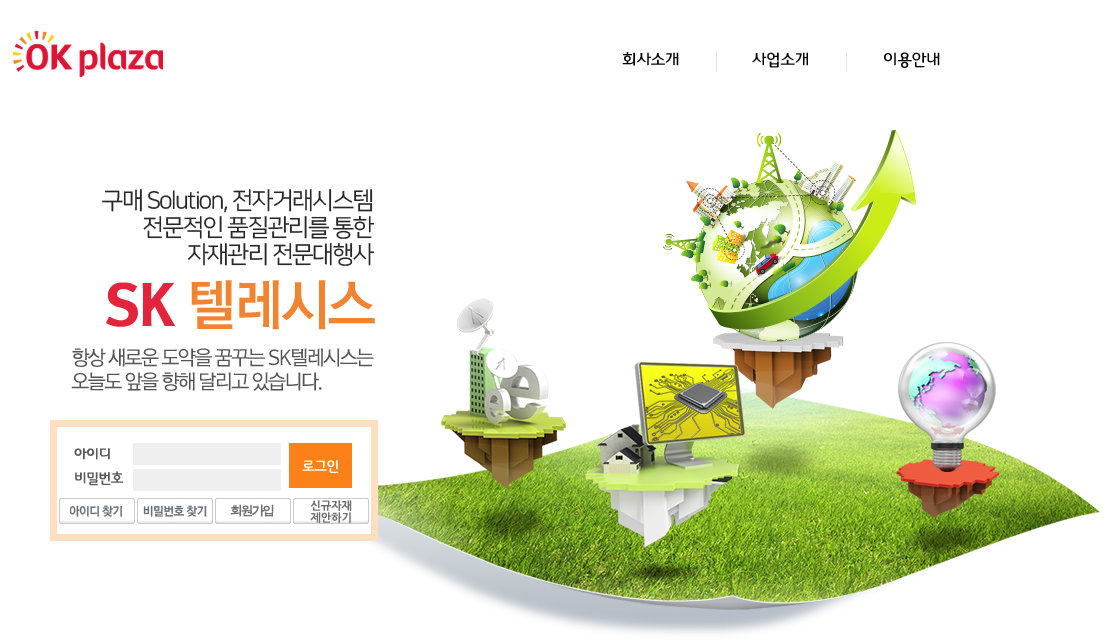 OK plaza
회사소개
사업소개
이용안내
구매 Solution, 전자거래시스템
전문적인 품질관리를 통한
자재관리 전문대행사
SK 텔레시스
항상 새로운 도약을 꿈꾸는 SK텔레시스는
오늘도 앞을 향해 달리고 있습니다.
아이디
비밀번호
로그인
아이디 찾기
비밀번호 찾기
회원가입
신규자재
제안하기